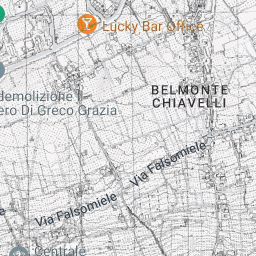 Lucky Bar Office
BELMONTE
CHIAVELLI
demolizione
ero Di Greco Grazia
Via Falsomiele
Via Falsomiele
Centrale